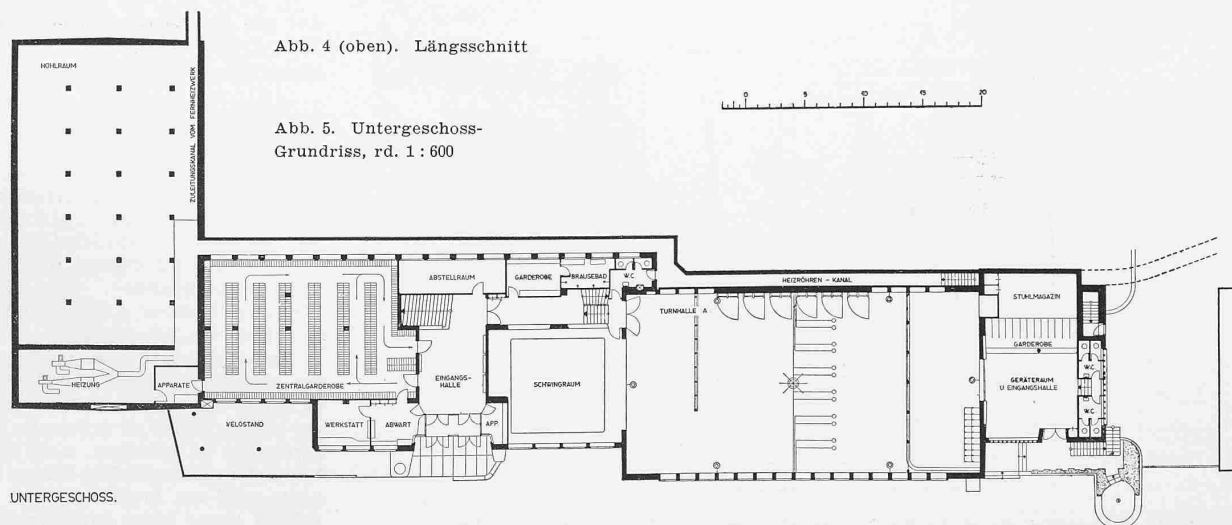 Abb. 4 (oben). Längsschnitt
0 5 10 15 20
Abb. 5. Untergeschoss-
Grundriss, rd. 1 : 600
HOHLRAUM
ZULEITUNGSKANAL VOM FERNHEIZWERK
ABSTELLRAUM
GARDEROBE
BRAUSEBAD
W.C.
HEIZRÖHREN - KANAL
STUHLMAGAZIN
TURNHALLE A
GARDEROBE
HEIZUNG
APPARATE
ZENTRALGARDEROBE
EINGANGS-
HALLE
SCHWINGRAUM
GERÄTERAUM
U. EINGANGSHALLE
W.C.
W.C.
VELOSTAND
WERKSTATT
ABWART
APP.
UNTERGESCHOSS.